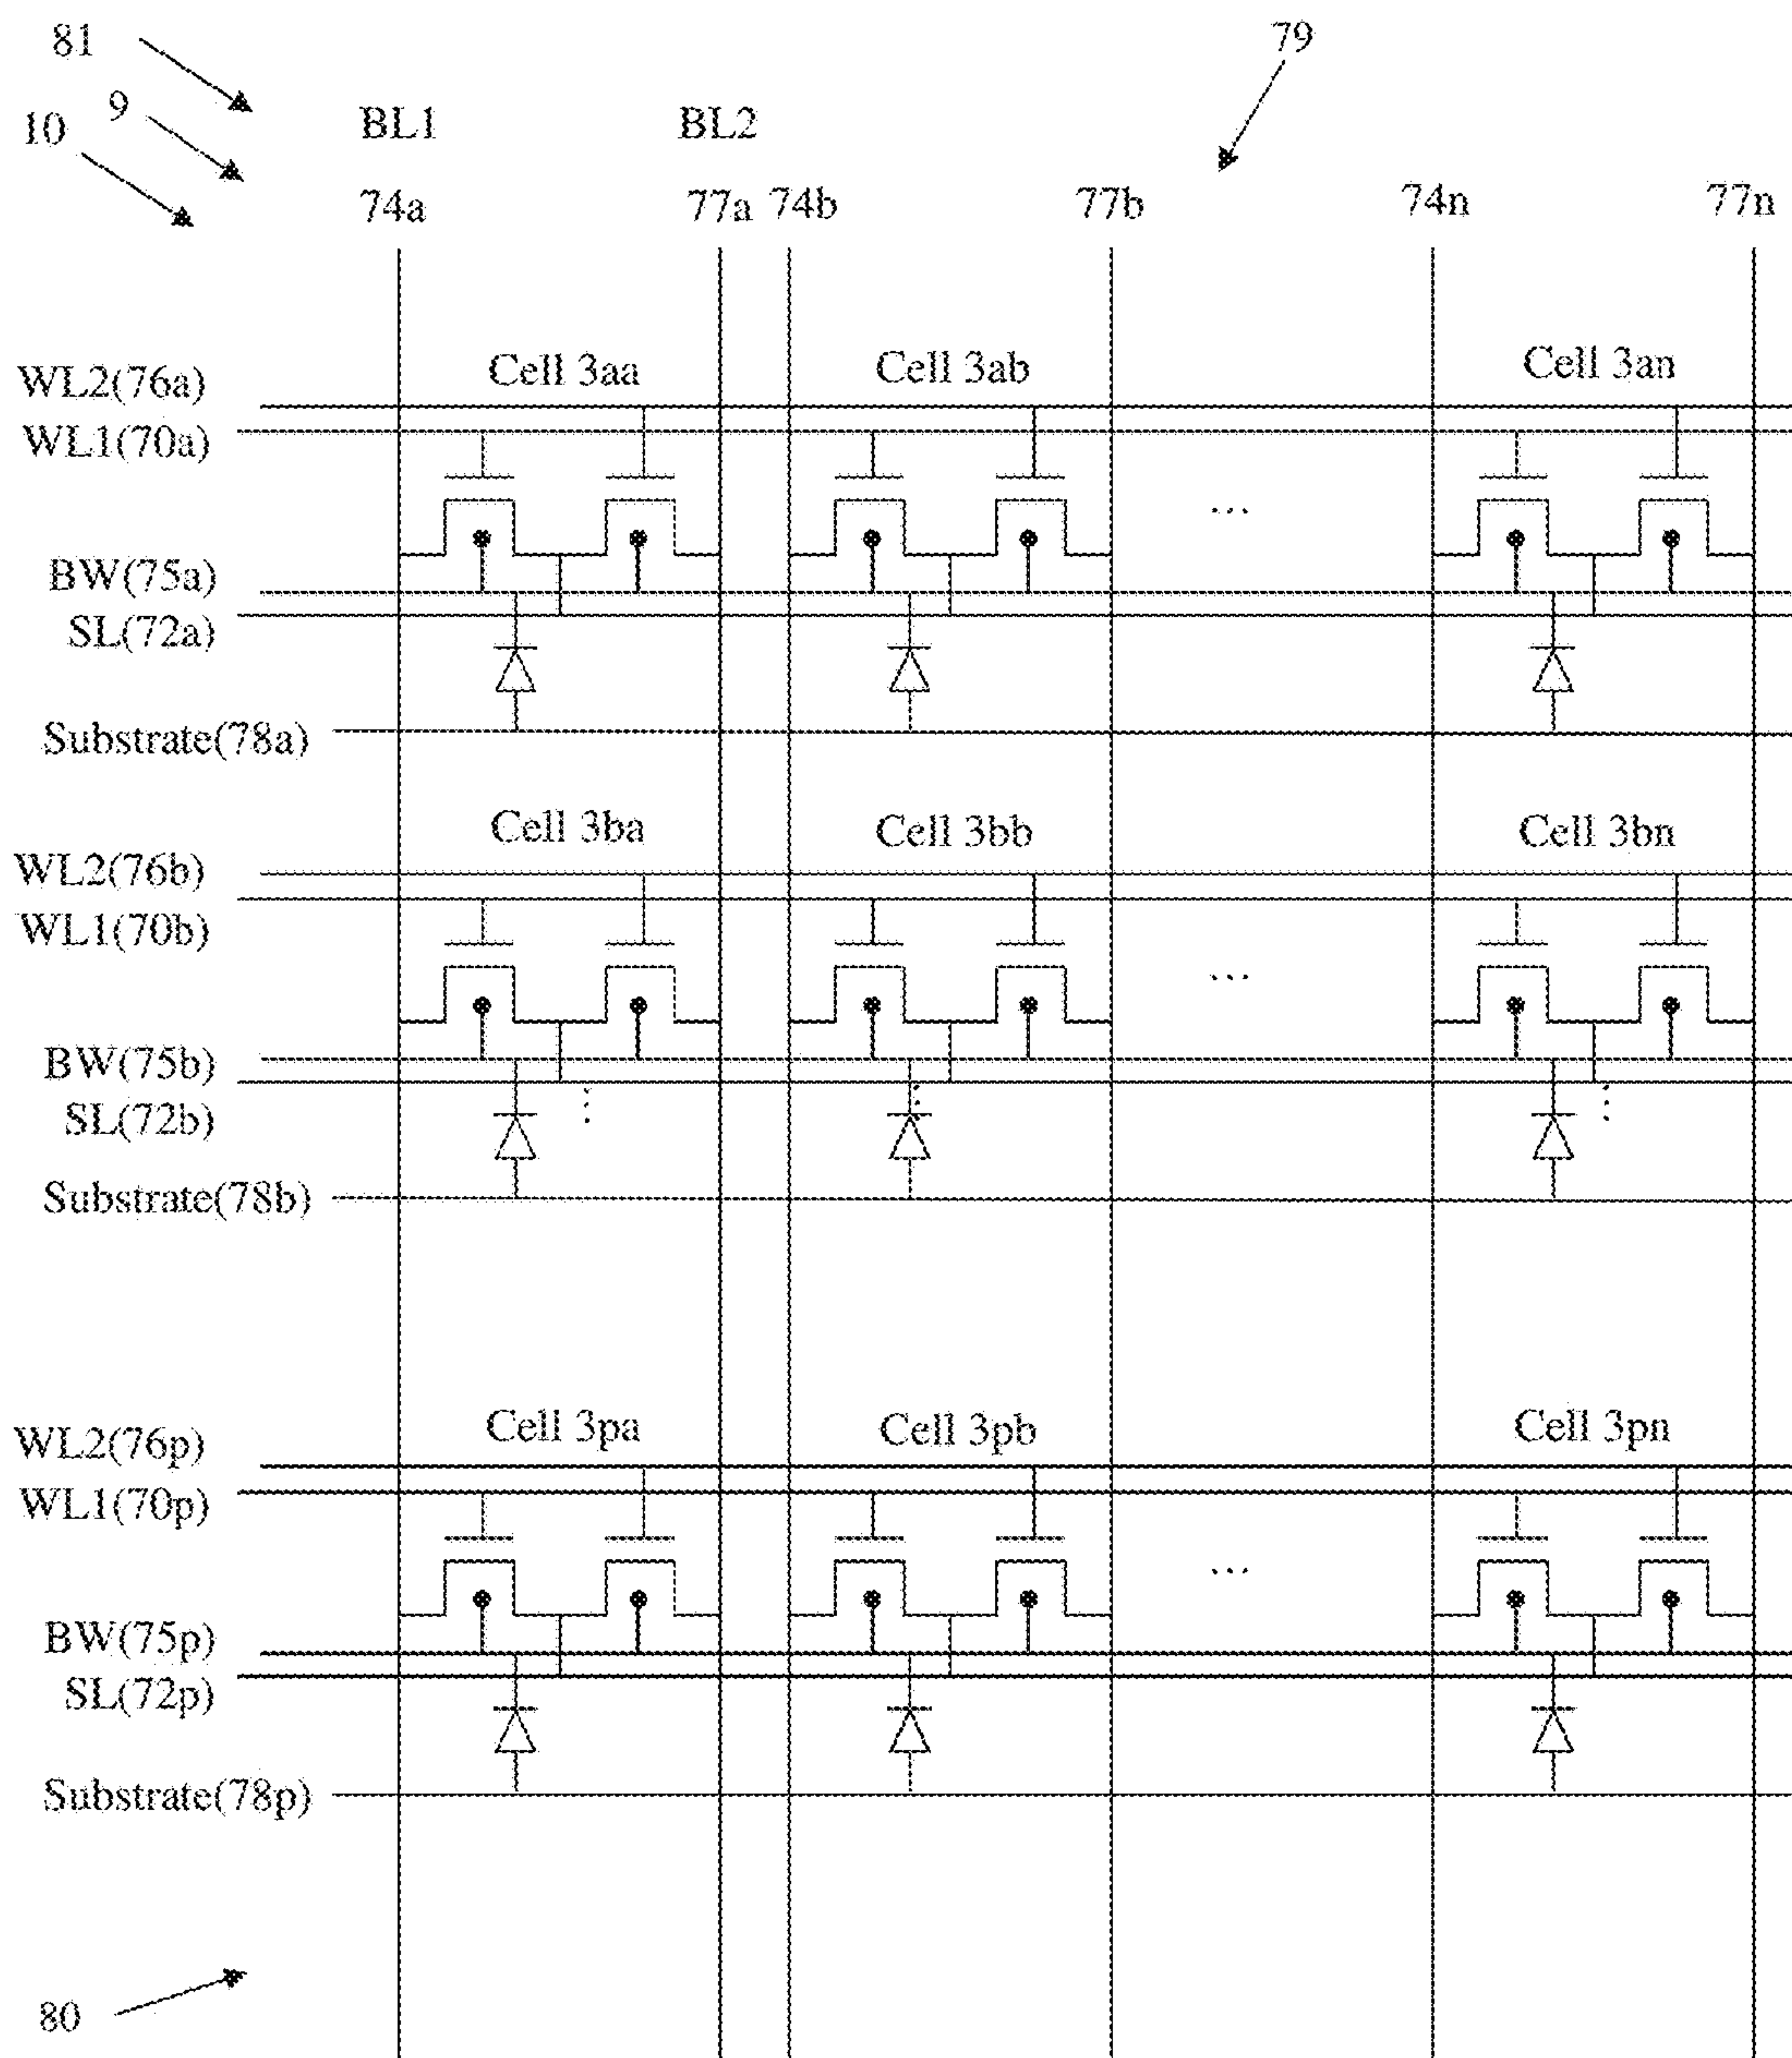 81
79
9
10
BL1 BL2
74a 77a 74b 77b 74n 77n
Cell 3aa Cell 3ab Cell 3an
WL2(76a)
WL1(70a)
...
BW(75a)
SL(72a)
Substrate(78a)
Cell 3ba Cell 3bb Cell 3bn
WL2(76b)
WL1(70b)
...
BW(75b)
SL(72b)
Substrate(78b)
Cell 3pa Cell 3pb Cell 3pn
WL2(76p)
WL1(70p)
...
BW(75p)
SL(72p)
Substrate(78p)
80